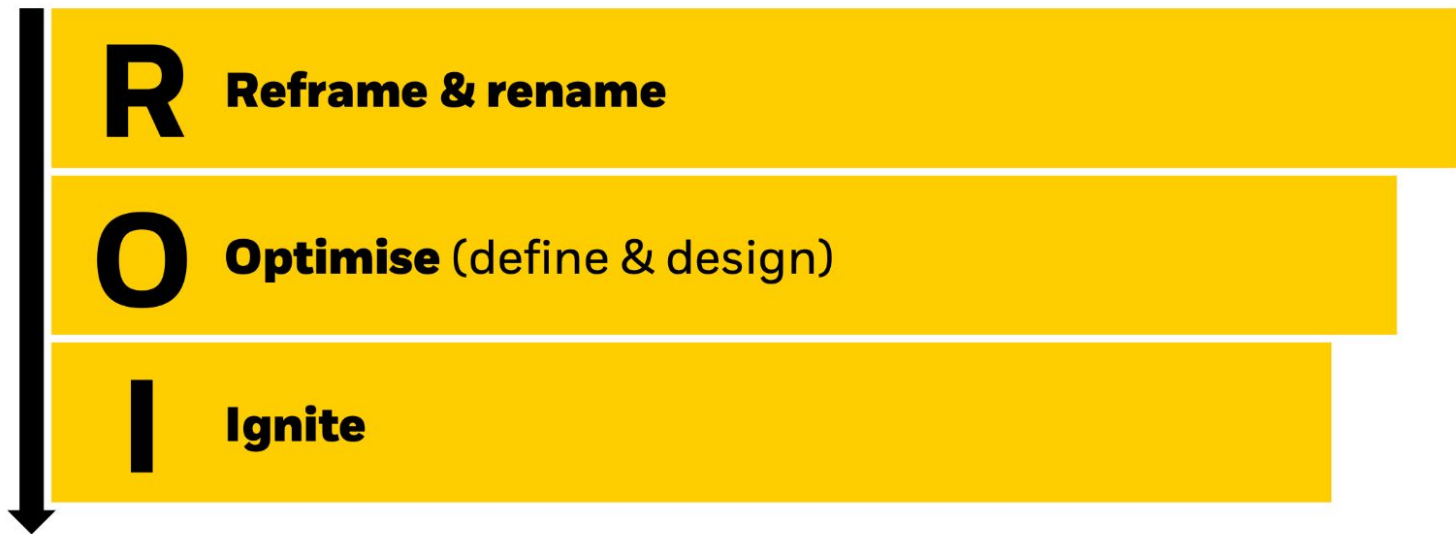 R Reframe & rename
O Optimise (define & design)
I Ignite